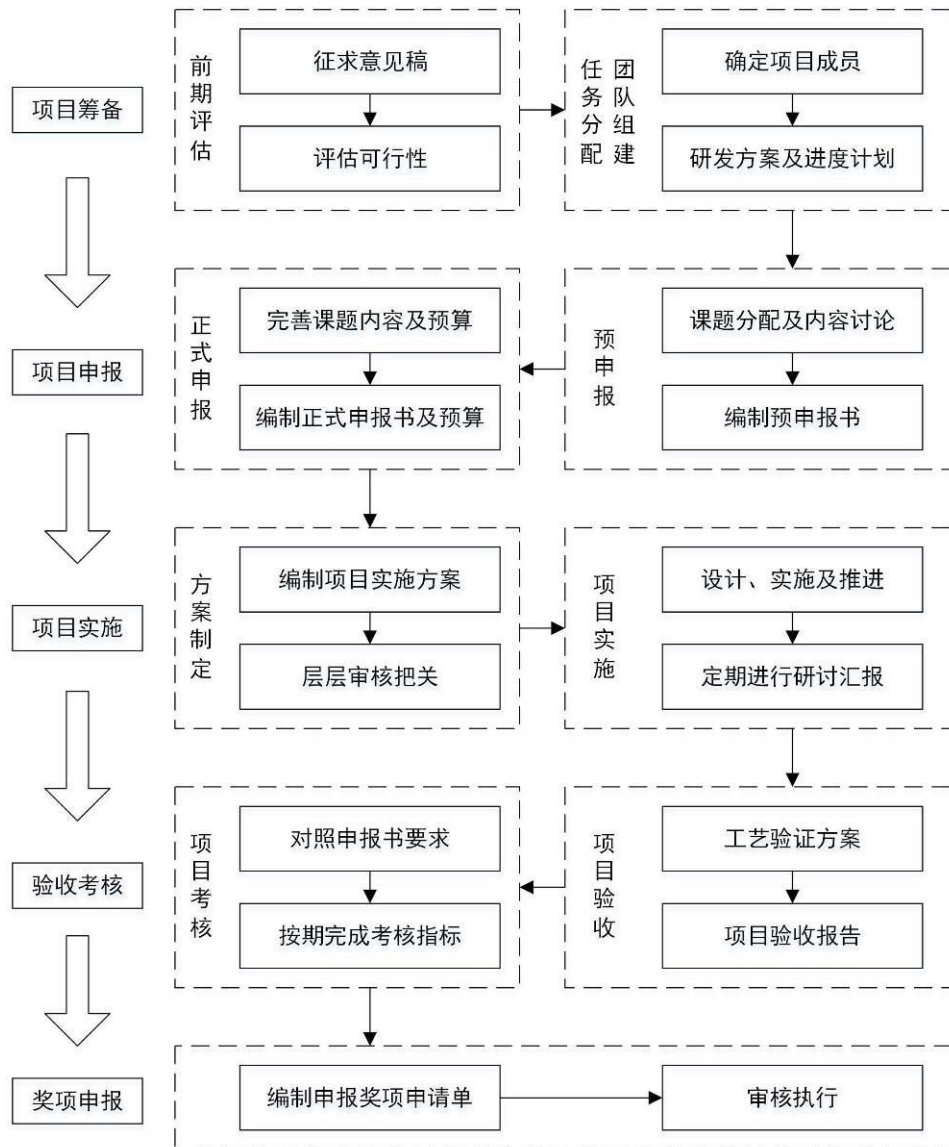 项目筹备
前期评估
征求意见稿
评估可行性
任务分配
团队组建
确定项目成员
研发方案及进度计划
项目申报
正式申报
完善课题内容及预算
编制正式申报书及预算
预申报
课题分配及内容讨论
编制预申报书
项目实施
方案制定
编制项目实施方案
层层审核把关
项目实施
设计、实施及推进
定期进行研讨汇报
验收考核
项目考核
对照申报书要求
按期完成考核指标
项目验收
工艺验证方案
项目验收报告
奖项申报
编制申报奖项申请单
审核执行